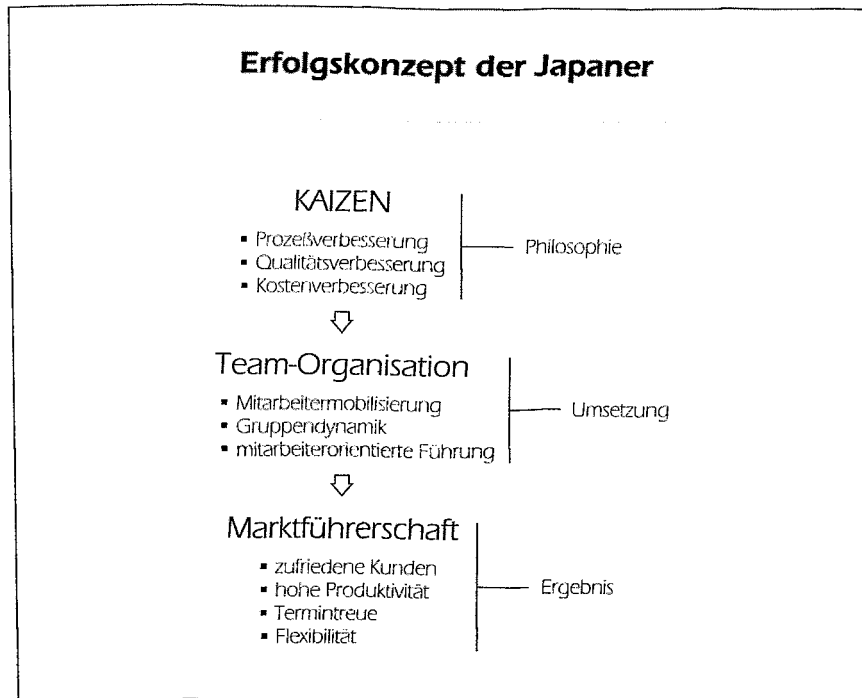 Erfolgskonzept der Japaner
KAIZEN
▪ Prozeßverbesserung
▪ Qualitätsverbesserung
▪ Kostenverbesserung
Philosophie
Team-Organisation
▪ Mitarbeitermobilisierung
▪ Gruppendynamik
▪ mitarbeiterorientierte Führung
Umsetzung
Marktführerschaft
▪ zufriedene Kunden
▪ hohe Produktivität
▪ Termintreue
▪ Flexibilität
Ergebnis